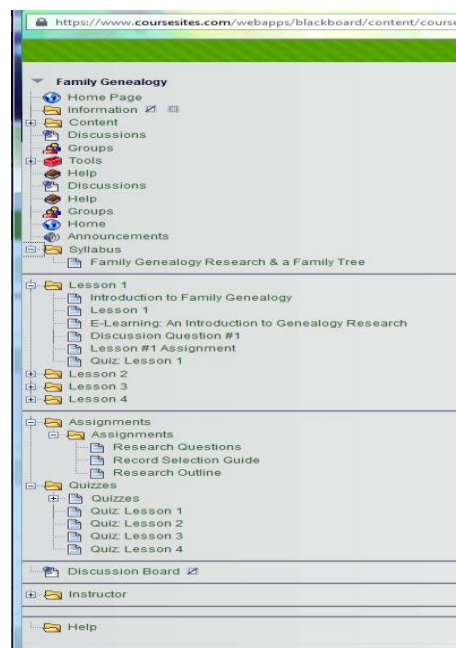 https://www.coursesites.com/webapps/blackboard/content/course
Family Genealogy
Home Page
Information
Content
Discussions
Groups
Tools
Help
Discussions
Help
Groups
Home
Announcements
Syllabus
Family Genealogy Research & a Family Tree
Lesson 1
Introduction to Family Genealogy
Lesson 1
E-Learning: An Introduction to Genealogy Research
Discussion Question #1
Lesson #1 Assignment
Quiz: Lesson 1
Lesson 2
Lesson 3
Lesson 4
Assignments
Assignments
Research Questions
Record Selection Guide
Research Outline
Quizzes
Quizzes
Quiz: Lesson 1
Quiz: Lesson 2
Quiz: Lesson 3
Quiz: Lesson 4
Discussion Board
Instructor
Help